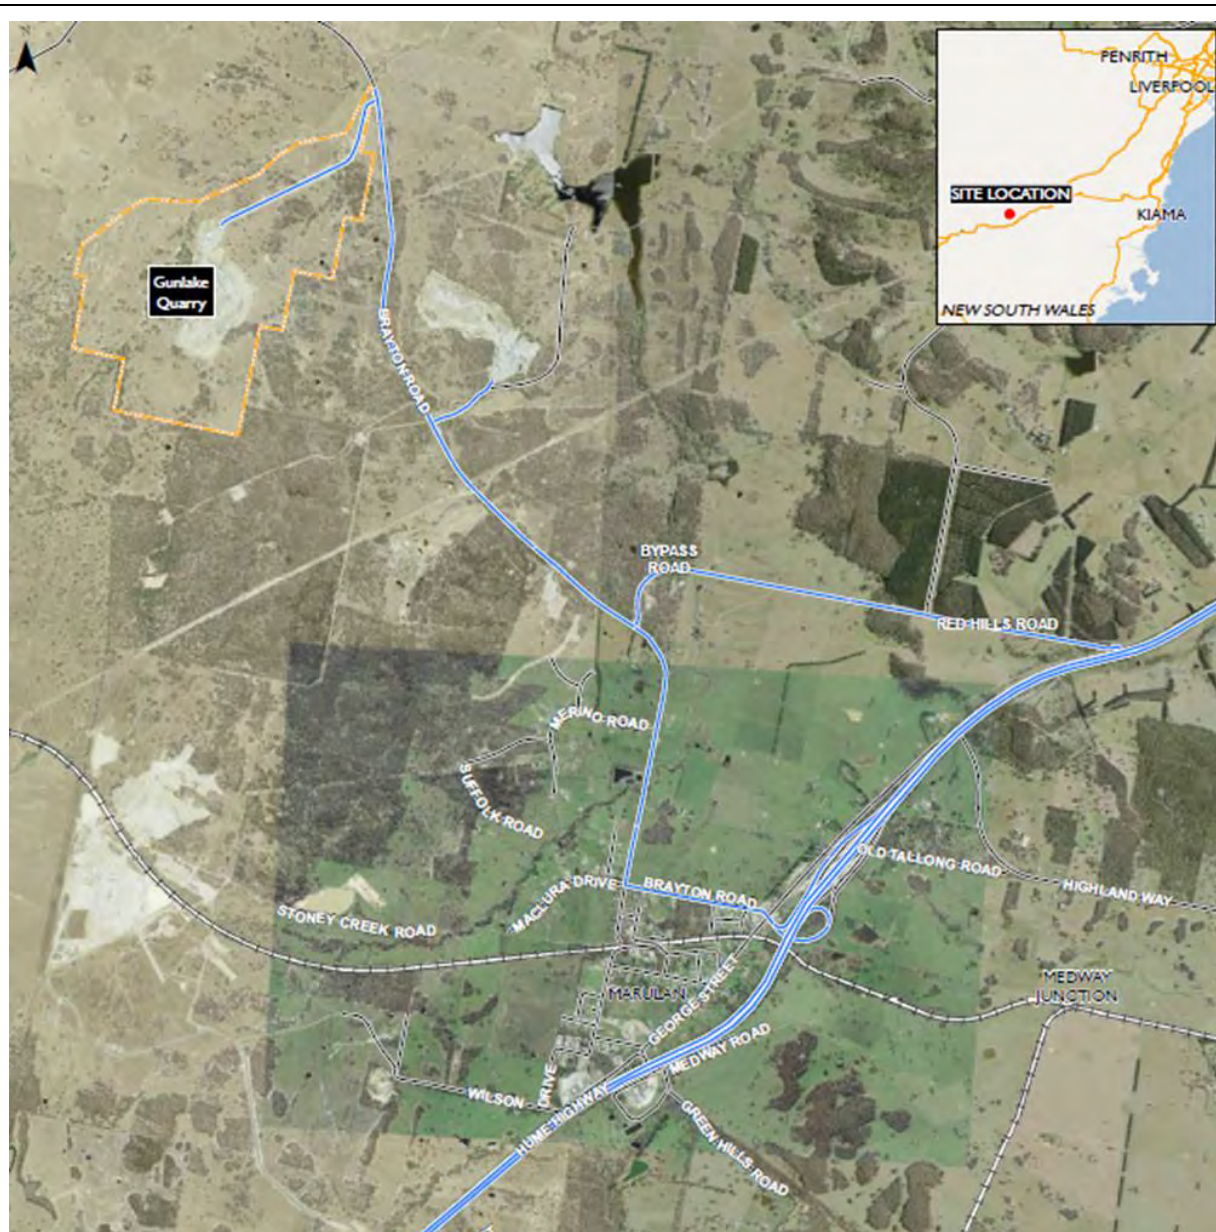 N
PENRITH
LIVERPOOL
SITE LOCATION
KIAMA
NEW SOUTH WALES
Gunlake
Quarry
BRAYTON ROAD
BYPASS
ROAD
RED HILLS ROAD
MERINO ROAD
SUFFOLK ROAD
OLD TALLONG ROAD
HIGHLAND WAY
MACLURA DRIVE
BRAYTON ROAD
STONEY CREEK ROAD
MEDWAY
JUNCTION
MARULAN
GEORGE STREET
MEDWAY ROAD
WILSON
DRIVE
HUME HIGHWAY
GREEN HILLS ROAD